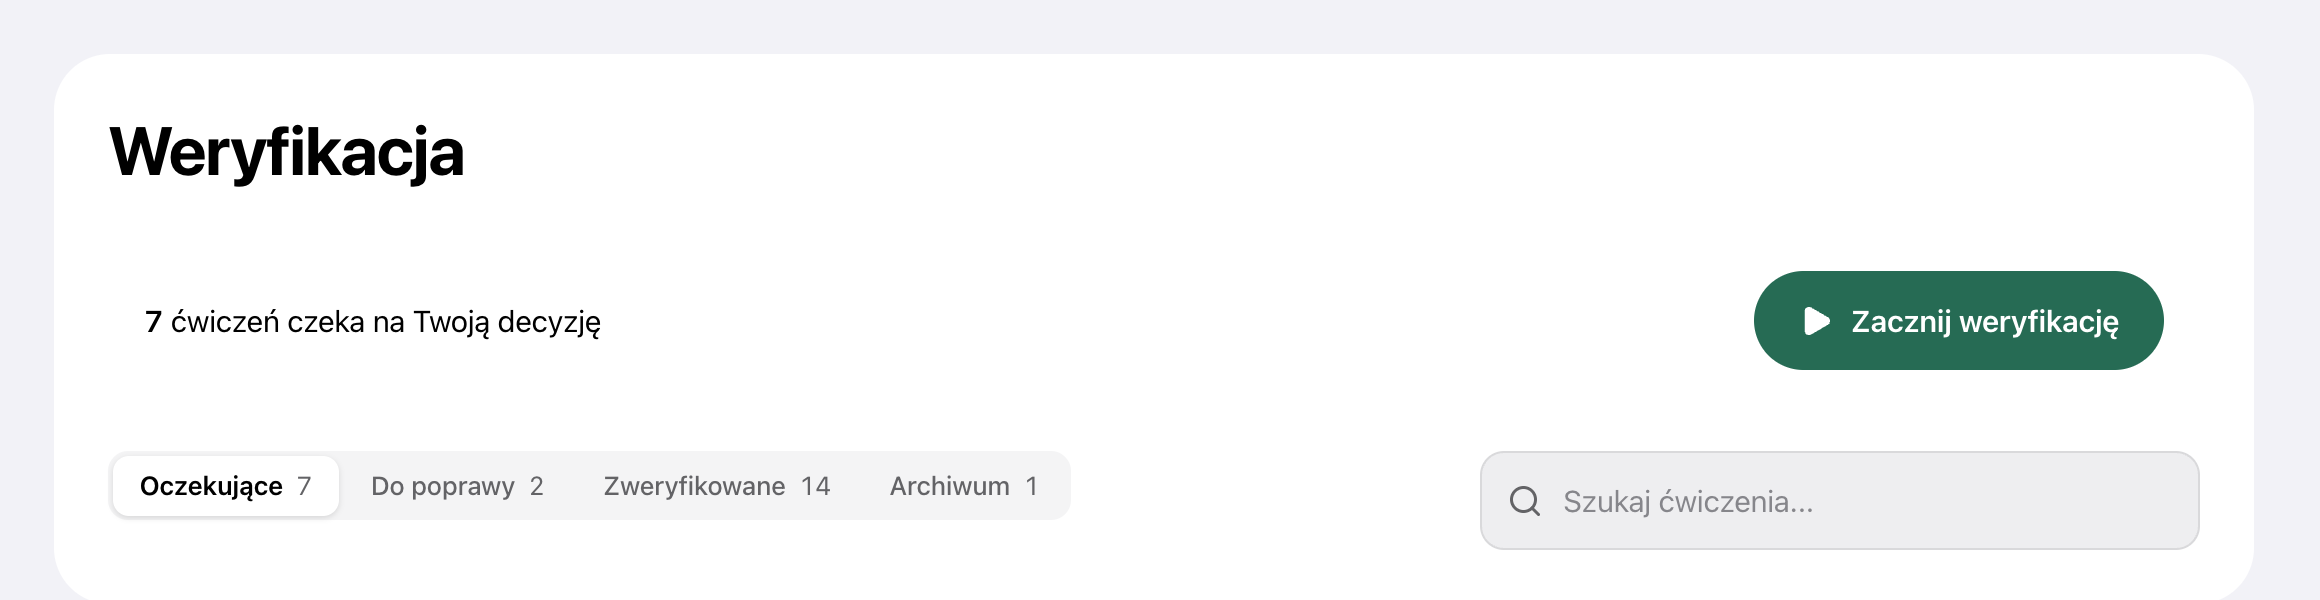 Weryfikacja
7 ćwiczeń czeka na Twoją decyzję
Zacznij weryfikację
Oczekujące 7 Do poprawy 2 Zweryfikowane 14 Archiwum 1
Szukaj ćwiczenia...